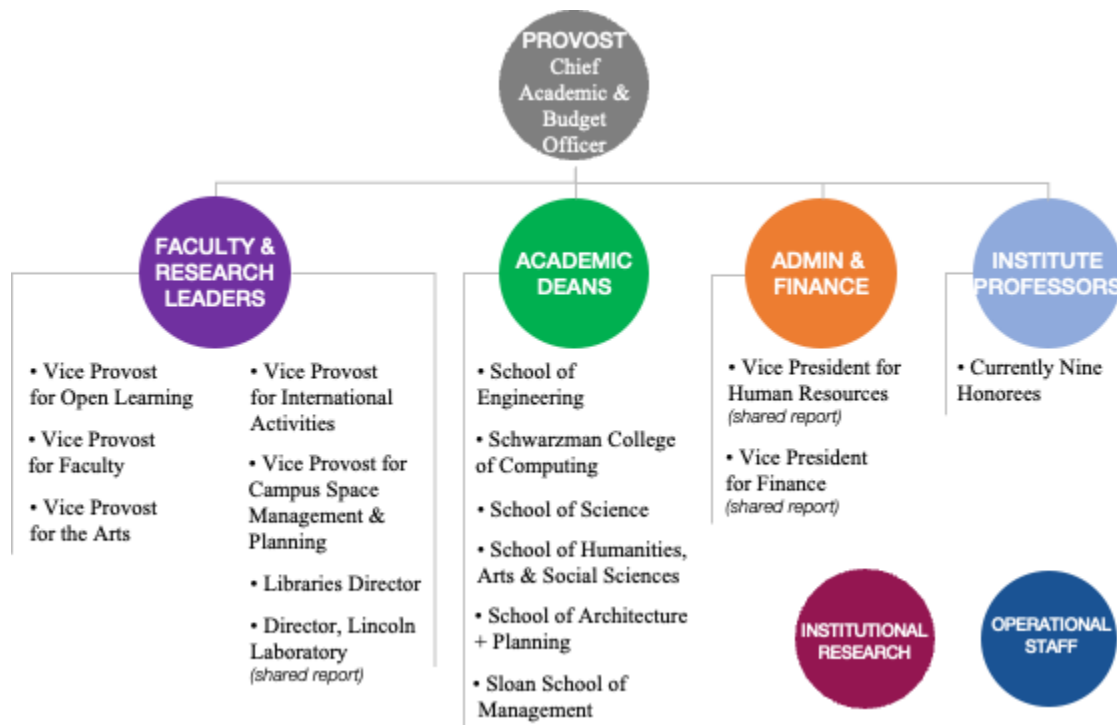 PROVOST
Chief
Academic &
Budget
Officer
FACULTY &
RESEARCH
LEADERS
• Vice Provost
for Open Learning
• Vice Provost
for Faculty
• Vice Provost
for the Arts
• Vice Provost
for International
Activities
• Vice Provost for
Campus Space
Management &
Planning
• Libraries Director
• Director, Lincoln
Laboratory
(shared report)
ACADEMIC
DEANS
• School of
Engineering
• Schwarzman College
of Computing
• School of Science
• School of Humanities,
Arts & Social Sciences
• School of Architecture
+ Planning
• Sloan School of
Management
ADMIN &
FINANCE
• Vice President for
Human Resources
(shared report)
• Vice President
for Finance
(shared report)
INSTITUTE
PROFESSORS
• Currently Nine
Honorees
INSTITUTIONAL
RESEARCH
OPERATIONAL
STAFF